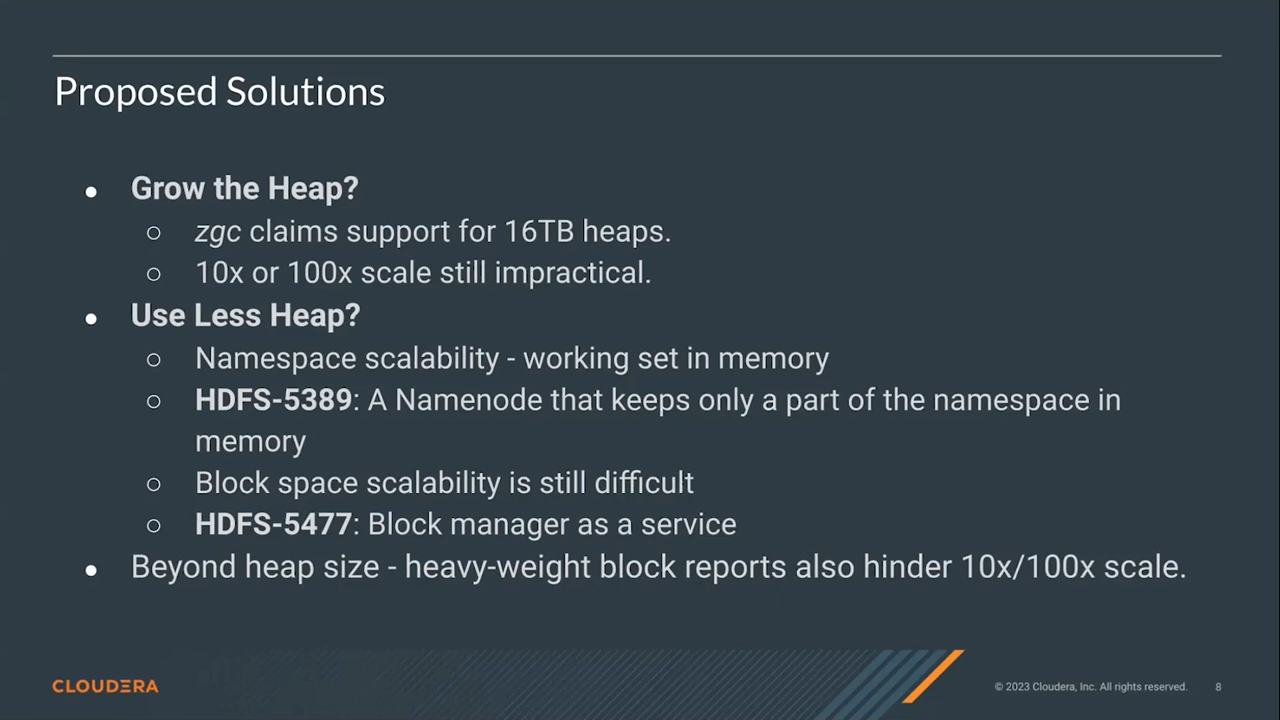 Proposed Solutions
● Grow the Heap?
○ zgc claims support for 16TB heaps.
○ 10x or 100x scale still impractical.
● Use Less Heap?
○ Namespace scalability - working set in memory
○ HDFS-5389: A Namenode that keeps only a part of the namespace in
memory
○ Block space scalability is still difficult
○ HDFS-5477: Block manager as a service
● Beyond heap size - heavy-weight block reports also hinder 10x/100x scale.
CLOUDERA
© 2023 Cloudera, Inc. All rights reserved. 8